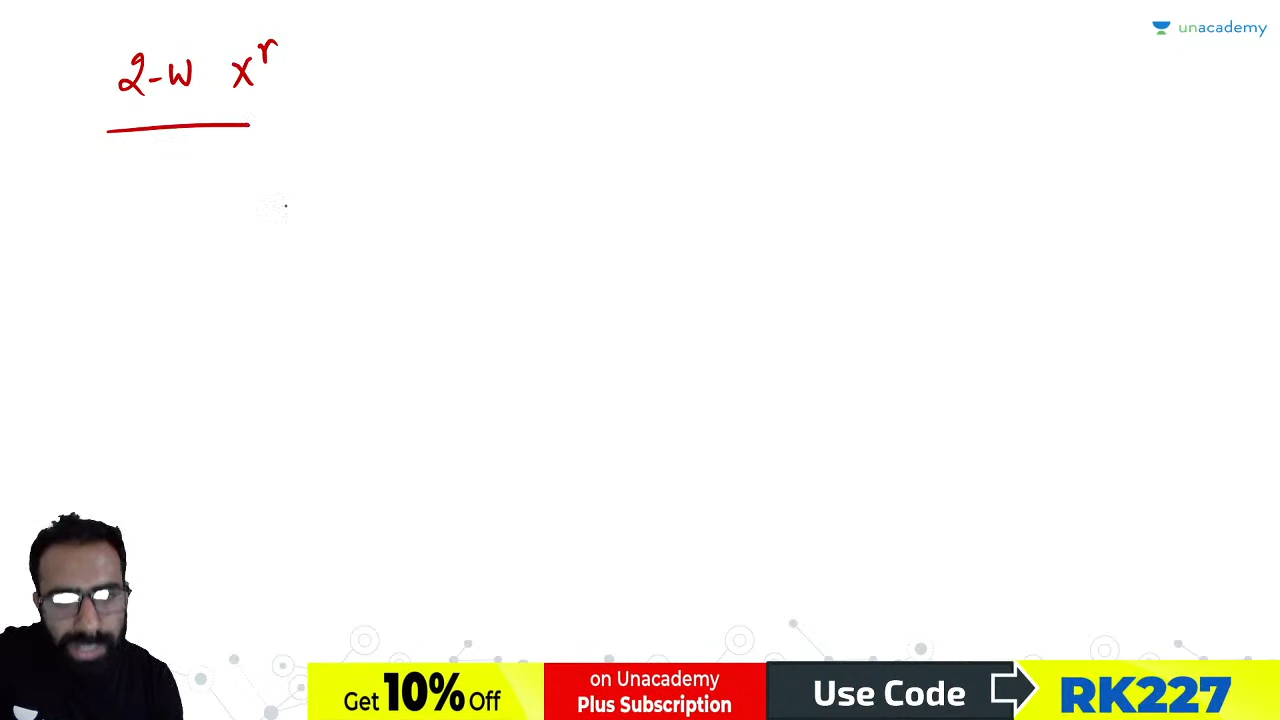 2-W X^r
unacademy
Get 10% Off
on Unacademy
Plus Subscription
Use Code
RK227